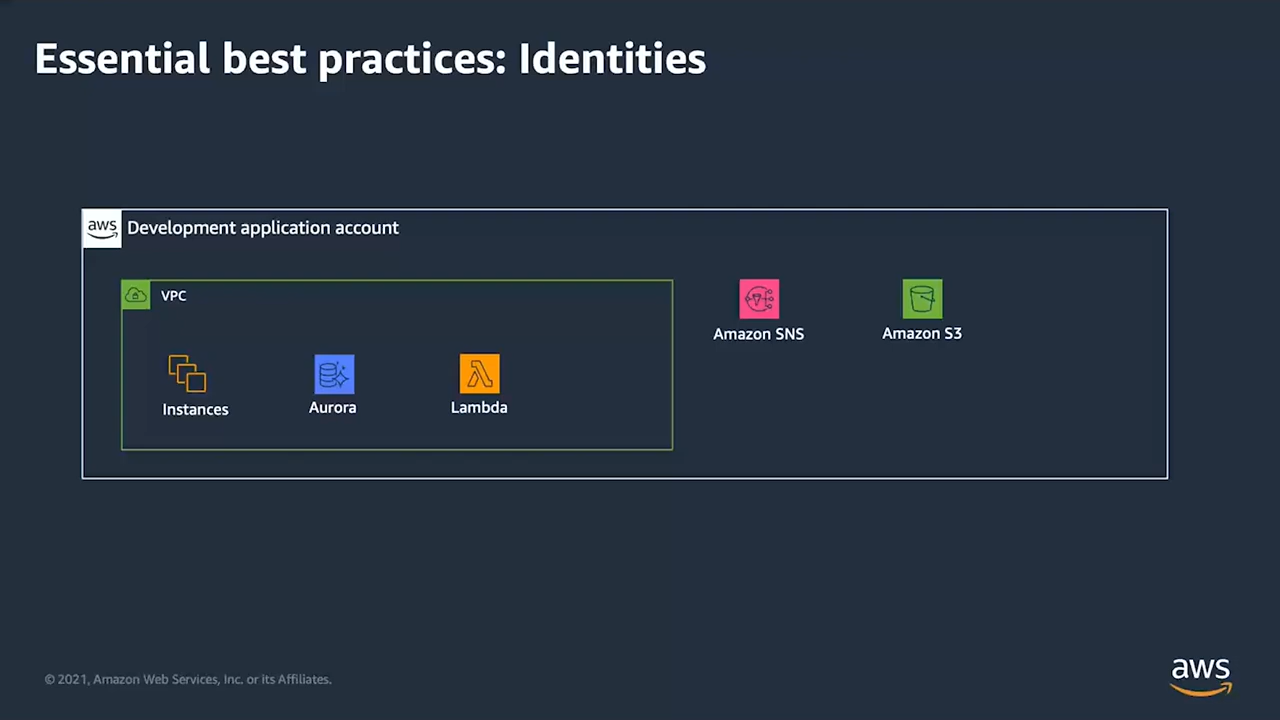 Essential best practices: Identities
aws Development application account
VPC
Amazon SNS
Amazon S3
Instances
Aurora
Lambda
© 2021, Amazon Web Services, Inc. or its Affiliates.
aws